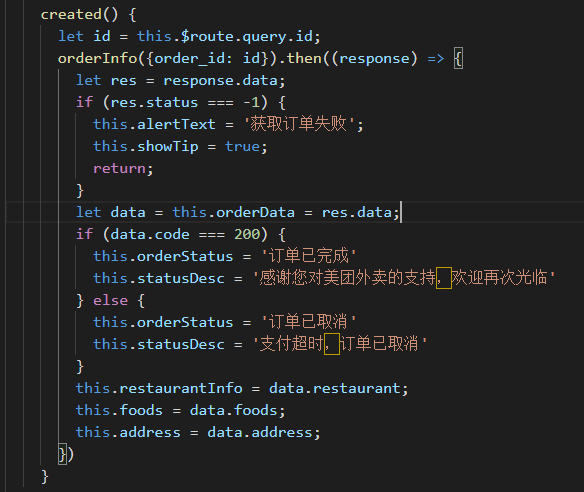 created() {
let id = this.$route.query.id;
orderInfo({order_id: id}).then((response) => {
let res = response.data;
if (res.status === -1) {
this.alertText = '获取订单失败';
this.showTip = true;
return;
}
let data = this.orderData = res.data;
if (data.code === 200) {
this.orderStatus = '订单已完成'
this.statusDesc = '感谢您对美团外卖的支持，欢迎再次光临'
} else {
this.orderStatus = '订单已取消'
this.statusDesc = '支付超时，订单已取消'
}
this.restaurantInfo = data.restaurant;
this.foods = data.foods;
this.address = data.address;
})
}